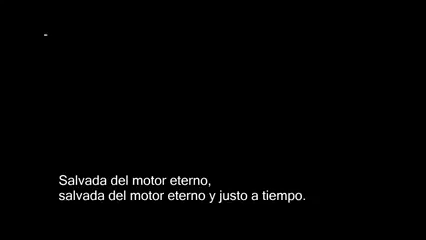 -
Salvada del motor eterno,
salvada del motor eterno y justo a tiempo.